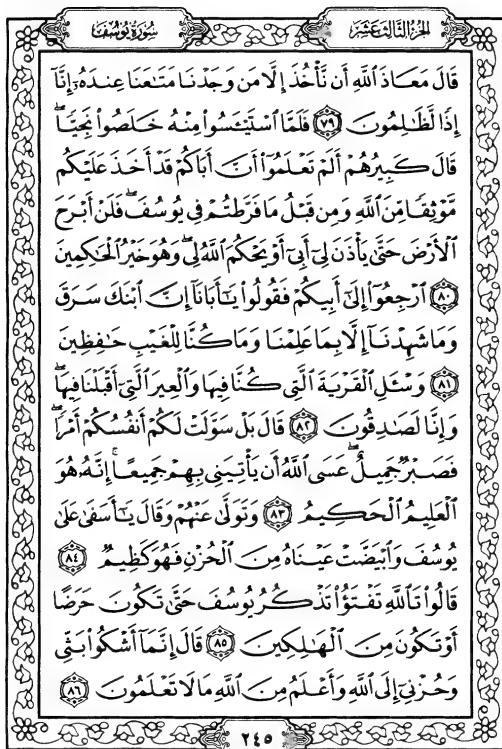 الجزء الثالث عشر
سورة يوسف
قَالَ مَعَاذَ ٱللَّهِ أَن نَّأْخُذَ إِلَّا مَن وَجَدْنَا مَتَٰعَنَا عِندَهُۥٓ إِنَّآ
إِذًا لَّظَٰلِمُونَ ٧٩ فَلَمَّا ٱسْتَيْـَٔسُوا۟ مِنْهُ خَلَصُوا۟ نَجِيًّا ۖ
قَالَ كَبِيرُهُمْ أَلَمْ تَعْلَمُوٓا۟ أَنَّ أَبَاكُمْ قَدْ أَخَذَ عَلَيْكُم
مَّوْثِقًا مِّنَ ٱللَّهِ وَمِن قَبْلُ مَا فَرَّطتُمْ فِى يُوسُفَ ۖ فَلَنْ أَبْرَحَ
ٱلْأَرْضَ حَتَّىٰ يَأْذَنَ لِىٓ أَبِىٓ أَوْ يَحْكُمَ ٱللَّهُ لِى ۖ وَهُوَ خَيْرُ ٱلْحَٰكِمِينَ
٨٠ ٱرْجِعُوٓا۟ إِلَىٰٓ أَبِيكُمْ فَقُولُوا۟ يَٰٓأَبَانَآ إِنَّ ٱبْنَكَ سَرَقَ
وَمَا شَهِدْنَآ إِلَّا بِمَا عَلِمْنَا وَمَا كُنَّا لِلْغَيْبِ حَٰفِظِينَ
٨١ وَسْـَٔلِ ٱلْقَرْيَةَ ٱلَّتِى كُنَّا فِيهَا وَٱلْعِيرَ ٱلَّتِىٓ أَقْبَلْنَا فِيهَا ۖ
وَإِنَّا لَصَٰدِقُونَ ٨٢ قَالَ بَلْ سَوَّلَتْ لَكُمْ أَنفُسُكُمْ أَمْرًا ۖ
فَصَبْرٌ جَمِيلٌ ۖ عَسَى ٱللَّهُ أَن يَأْتِيَنِى بِهِمْ جَمِيعًا ۚ إِنَّهُۥ هُوَ
ٱلْعَلِيمُ ٱلْحَكِيمُ ٨٣ وَتَوَلَّىٰ عَنْهُمْ وَقَالَ يَٰٓأَسَفَىٰ عَلَىٰ
يُوسُفَ وَٱبْيَضَّتْ عَيْنَاهُ مِنَ ٱلْحُزْنِ فَهُوَ كَظِيمٌ ٨٤
قَالُوا۟ تَٱللَّهِ تَفْتَؤُا۟ تَذْكُرُ يُوسُفَ حَتَّىٰ تَكُونَ حَرَضًا
أَوْ تَكُونَ مِنَ ٱلْهَٰلِكِينَ ٨٥ قَالَ إِنَّمَآ أَشْكُوا۟ بَثِّى
وَحُزْنِىٓ إِلَى ٱللَّهِ وَأَعْلَمُ مِنَ ٱللَّهِ مَا لَا تَعْلَمُونَ ٨٦
٢٤٥